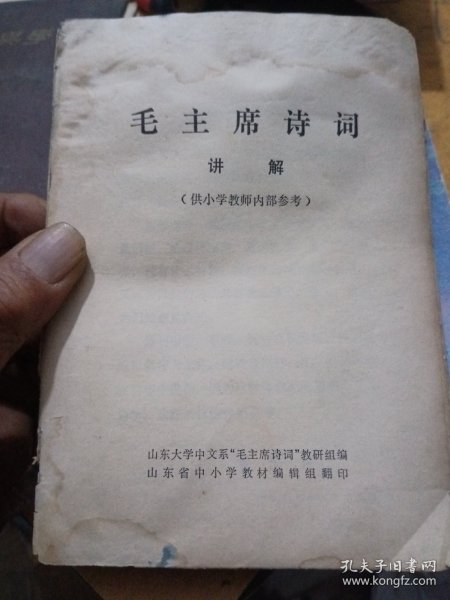 毛主席诗词
讲解
（供小学教师内部参考）
山东大学中文系“毛主席诗词”教研组编
山东省中小学教材编辑组翻印
孔夫子旧书网
www.kongfz.com